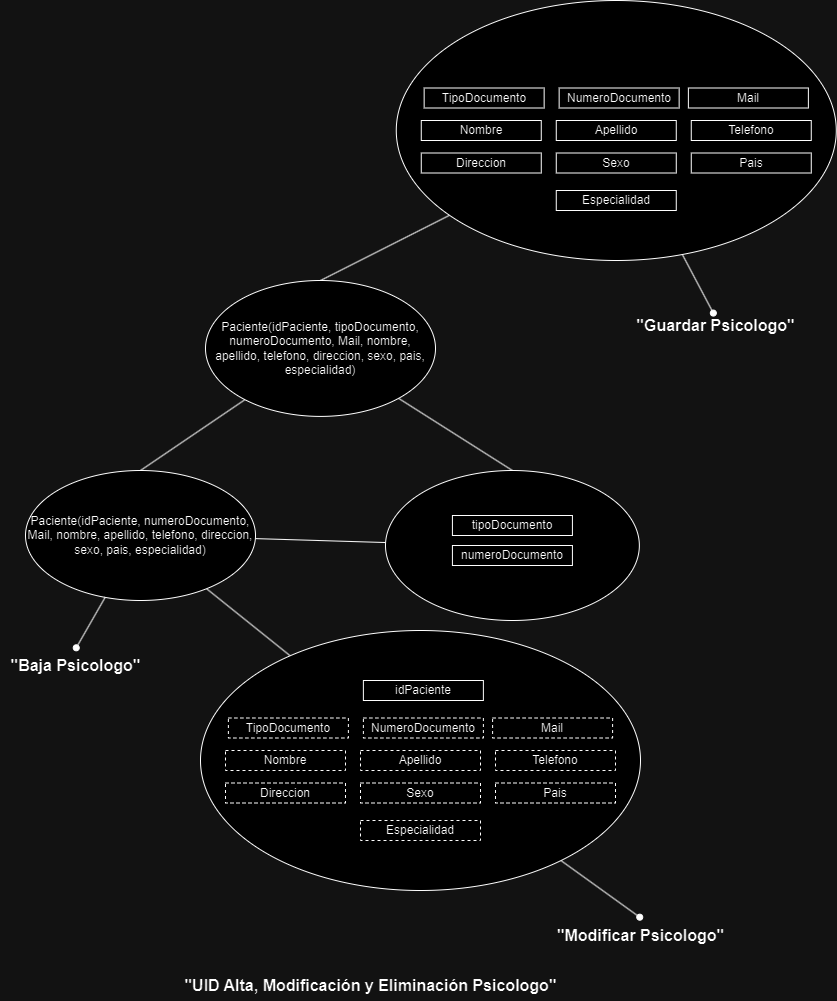 TipoDocumento NumeroDocumento Mail
Nombre Apellido Telefono
Direccion Sexo Pais
Especialidad
"Guardar Psicologo"
Paciente(idPaciente, tipoDocumento,
numeroDocumento, Mail, nombre,
apellido, telefono, direccion, sexo, pais,
especialidad)
Paciente(idPaciente, numeroDocumento,
Mail, nombre, apellido, telefono, direccion,
sexo, pais, especialidad)
tipoDocumento
numeroDocumento
"Baja Psicologo"
idPaciente
TipoDocumento NumeroDocumento Mail
Nombre Apellido Telefono
Direccion Sexo Pais
Especialidad
"Modificar Psicologo"
"UID Alta, Modificación y Eliminación Psicologo"